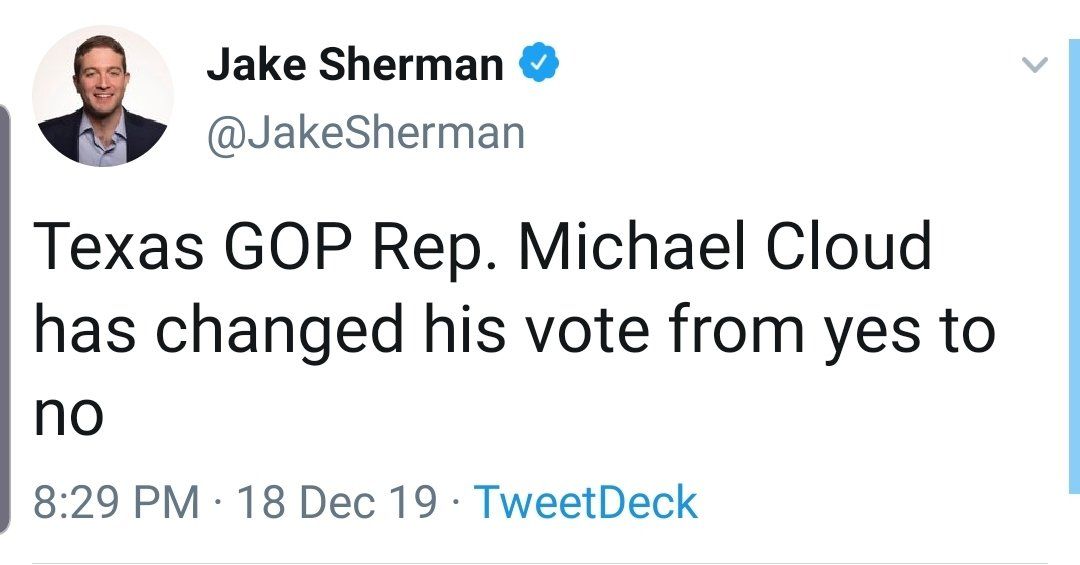 Jake Sherman
@JakeSherman
Texas GOP Rep. Michael Cloud
has changed his vote from yes to
no
8:29 PM · 18 Dec 19 · TweetDeck